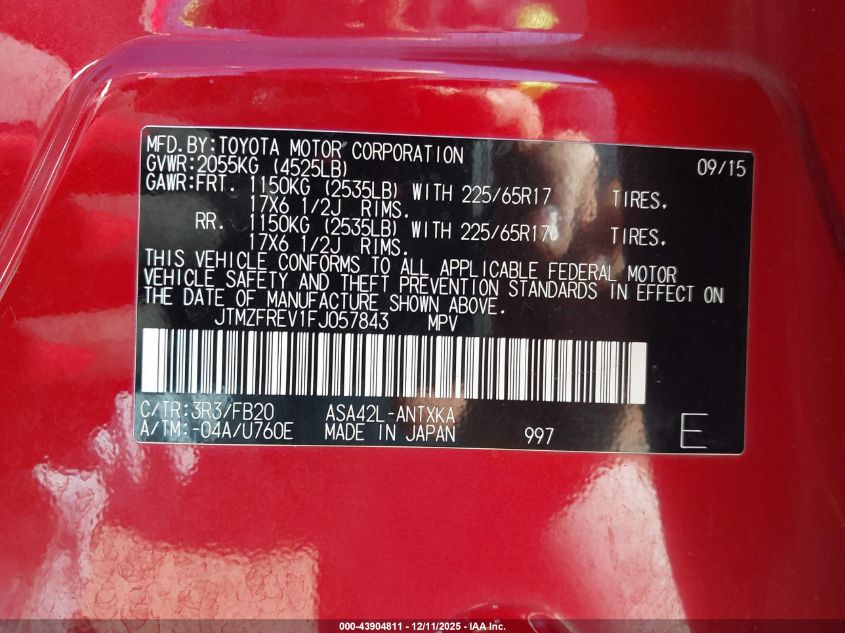 MFD.BY:TOYOTA MOTOR CORPORATION 09/15
GVWR:2055KG (4525LB)
GAWR:FRT. 1150KG (2535LB) WITH 225/65R17 TIRES.
17X6 1/2J RIMS.
RR. 1150KG (2535LB) WITH 225/65R17 TIRES.
17X6 1/2J RIMS.
THIS VEHICLE CONFORMS TO ALL APPLICABLE FEDERAL MOTOR
VEHICLE SAFETY AND THEFT PREVENTION STANDARDS IN EFFECT ON
THE DATE OF MANUFACTURE SHOWN ABOVE.
JTMZFREV1FJ057843 MPV
C/TR:3R3/FB20 ASA42L-ANTXKA
A/TM:-04A/U760E MADE IN JAPAN 997 E
000-43904811 - 12/11/2025 - IAA Inc.